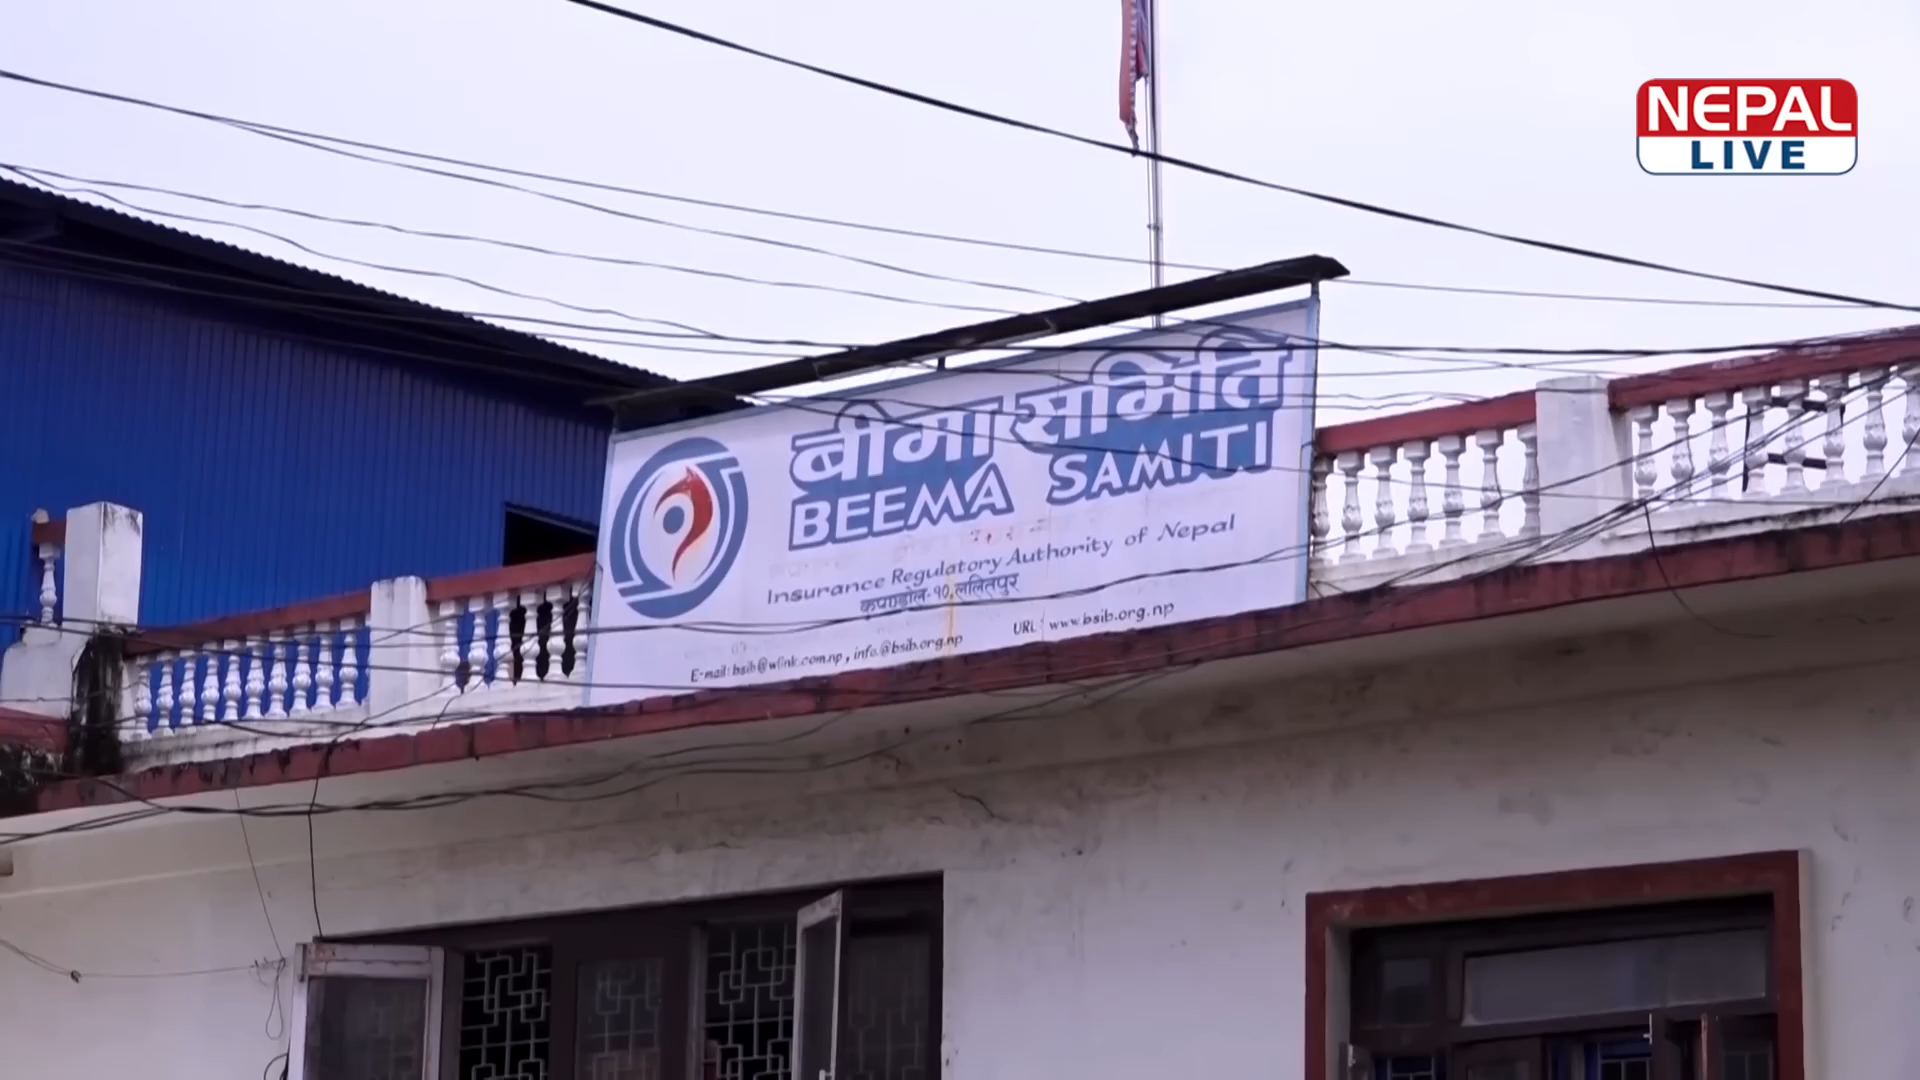 NEPAL
LIVE
बीमा समिति
BEEMA SAMITI
Insurance Regulatory Authority of Nepal
कुपण्डोल-१०, ललितपुर
E-mail: bsib@wlink.com.np, info@bsib.org.np
URL: www.bsib.org.np